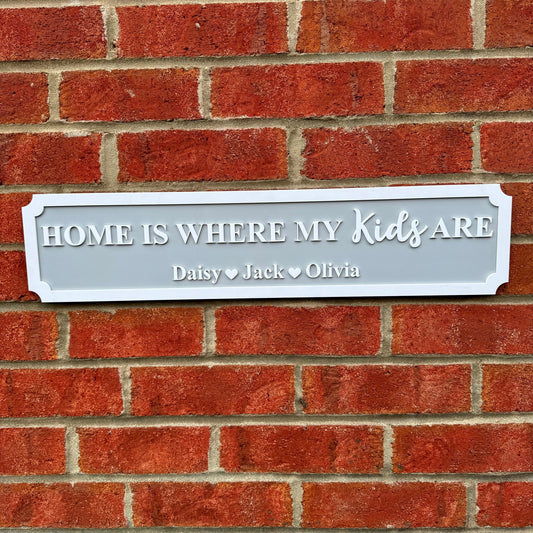 HOME IS WHERE MY Kids ARE
Daisy ♥ Jack ♥ Olivia